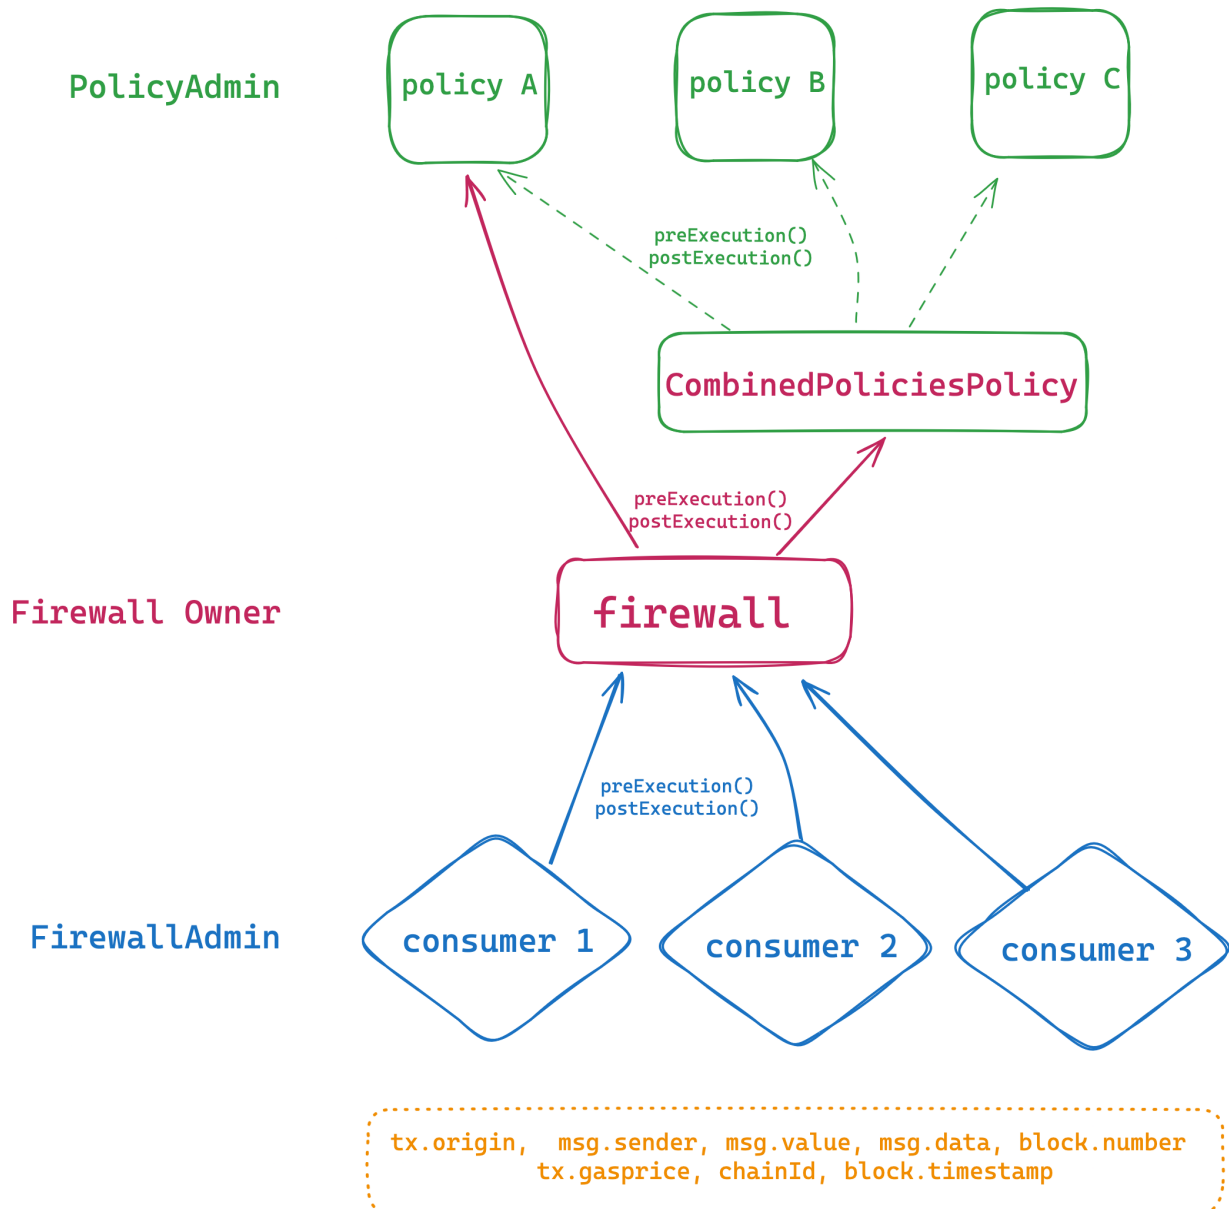 PolicyAdmin
policy A
policy B
policy C
preExecution()
postExecution()
CombinedPoliciesPolicy
preExecution()
postExecution()
Firewall Owner
firewall
preExecution()
postExecution()
FirewallAdmin
consumer 1
consumer 2
consumer 3
tx.origin,  msg.sender, msg.value, msg.data, block.number
tx.gasprice, chainId, block.timestamp